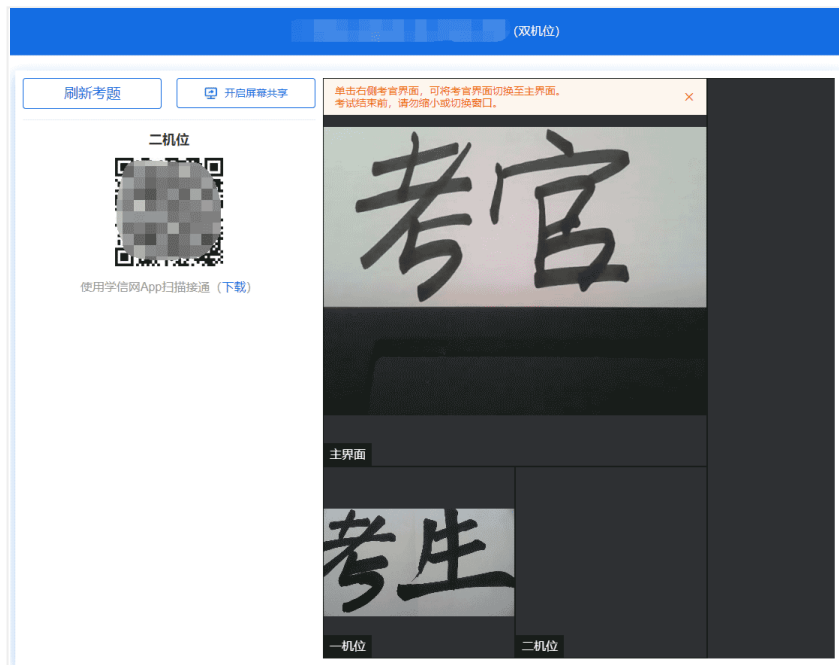 (双机位)
刷新考题
开启屏幕共享
二机位
使用学信网App扫描接通（下载）
单击右侧考官界面，可将考官界面切换至主界面。
考试结束前，请勿缩小或切换窗口。
考官
主界面
考生
一机位
二机位